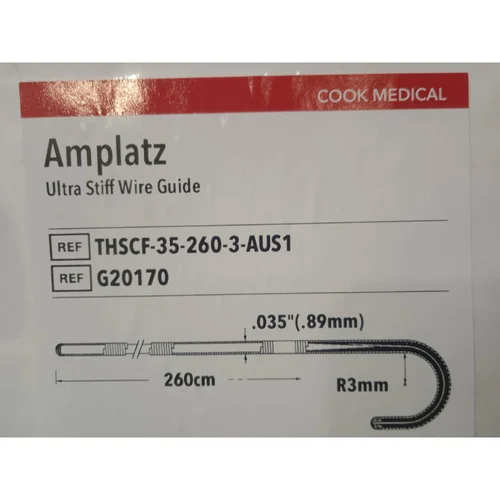 COOK MEDICAL
Amplatz
Ultra Stiff Wire Guide
REF THSCF-35-260-3-AUS1
REF G20170
.035"(.89mm)
260cm
R3mm